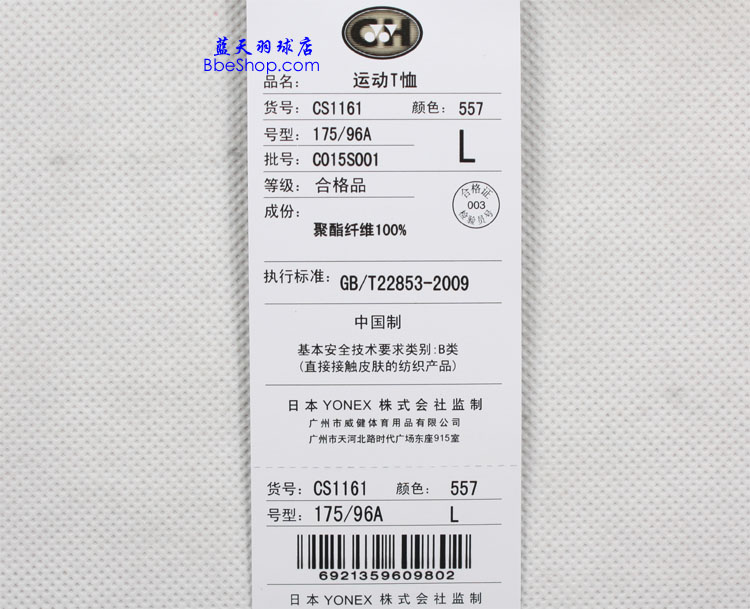 CH
蓝天羽球店
BbeShop.com
品名： 运动T恤
货号： CS1161 颜色： 557
号型： 175/96A L
批号： C015S001
等级： 合格品
合格证
003
检验员号
成份：
聚酯纤维100%
执行标准： GB/T22853-2009
中国制
基本安全技术要求类别:B类
(直接接触皮肤的纺织产品)
日本 YONEX 株式会社监制
广州市威健体育用品有限公司
广州市天河北路时代广场东座915室
货号： CS1161 颜色： 557
号型： 175/96A L
6921359609802
日本 YONEX 株式会社监制